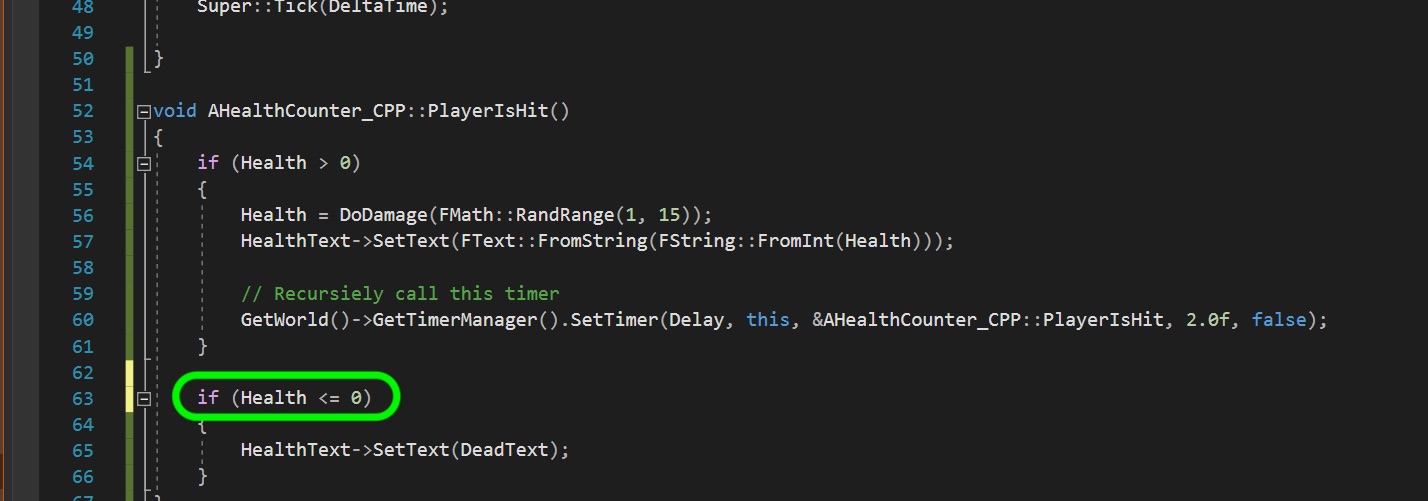 48 Super::Tick(DeltaTime);
49
50 }
51
52 void AHealthCounter_CPP::PlayerIsHit()
53 {
54 if (Health > 0)
55 {
56 Health = DoDamage(FMath::RandRange(1, 15));
57 HealthText->SetText(FText::FromString(FString::FromInt(Health)));
58
59 // Recursiely call this timer
60 GetWorld()->GetTimerManager().SetTimer(Delay, this, &AHealthCounter_CPP::PlayerIsHit, 2.0f, false);
61 }
62
63 if (Health <= 0)
64 {
65 HealthText->SetText(DeadText);
66 }
67 }